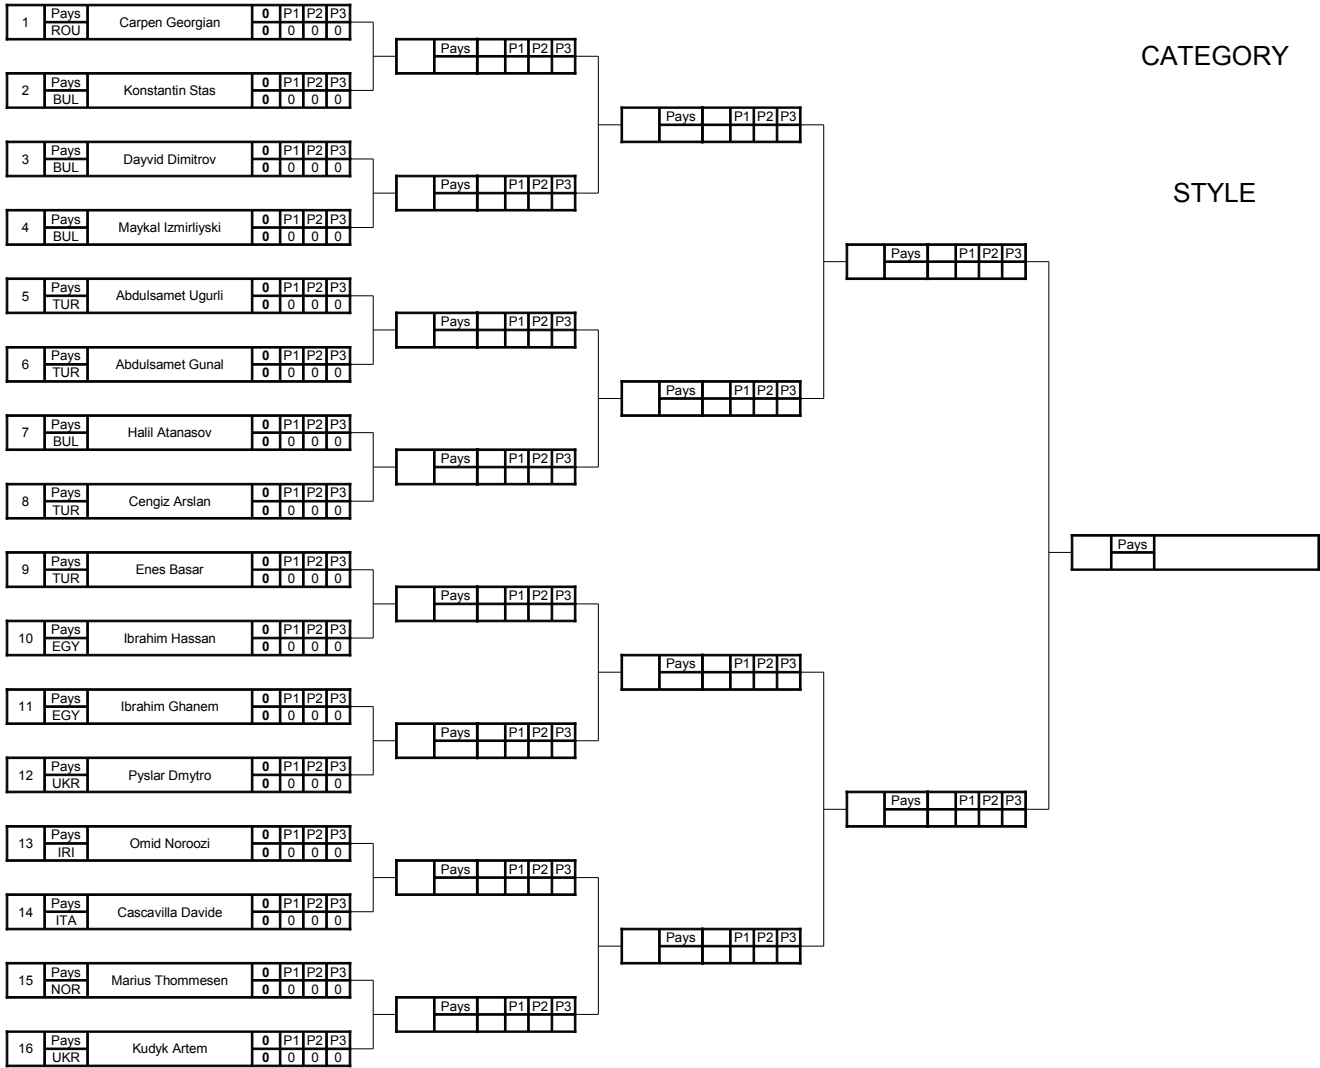 1 Pays Carpen Georgian 0 P1 P2 P3
ROU 0 0 0 0
Pays P1 P2 P3
CATEGORY
2 Pays Konstantin Stas 0 P1 P2 P3
BUL 0 0 0 0
Pays P1 P2 P3
3 Pays Dayvid Dimitrov 0 P1 P2 P3
BUL 0 0 0 0
Pays P1 P2 P3
STYLE
4 Pays Maykal Izmirliyski 0 P1 P2 P3
BUL 0 0 0 0
Pays P1 P2 P3
5 Pays Abdulsamet Ugurli 0 P1 P2 P3
TUR 0 0 0 0
Pays P1 P2 P3
6 Pays Abdulsamet Gunal 0 P1 P2 P3
TUR 0 0 0 0
Pays P1 P2 P3
7 Pays Halil Atanasov 0 P1 P2 P3
BUL 0 0 0 0
Pays P1 P2 P3
8 Pays Cengiz Arslan 0 P1 P2 P3
TUR 0 0 0 0
Pays
9 Pays Enes Basar 0 P1 P2 P3
TUR 0 0 0 0
Pays P1 P2 P3
10 Pays Ibrahim Hassan 0 P1 P2 P3
EGY 0 0 0 0
Pays P1 P2 P3
11 Pays Ibrahim Ghanem 0 P1 P2 P3
EGY 0 0 0 0
Pays P1 P2 P3
12 Pays Pyslar Dmytro 0 P1 P2 P3
UKR 0 0 0 0
Pays P1 P2 P3
13 Pays Omid Noroozi 0 P1 P2 P3
IRI 0 0 0 0
Pays P1 P2 P3
14 Pays Cascavilla Davide 0 P1 P2 P3
ITA 0 0 0 0
Pays P1 P2 P3
15 Pays Marius Thommesen 0 P1 P2 P3
NOR 0 0 0 0
Pays P1 P2 P3
16 Pays Kudyk Artem 0 P1 P2 P3
UKR 0 0 0 0